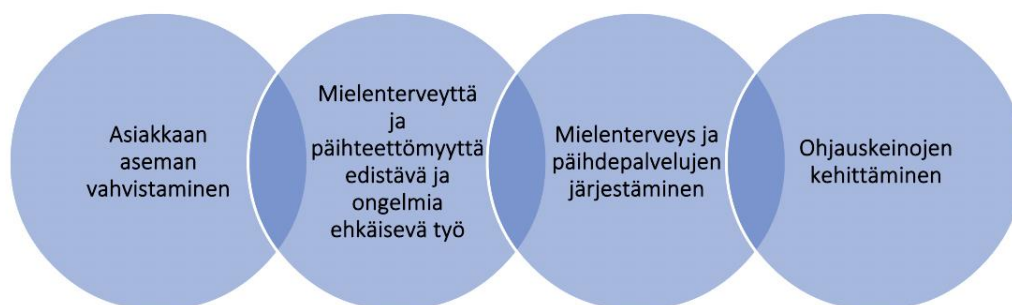 Asiakkaan
aseman
vahvistaminen
Mielenterveyttä
ja
päihteettömyyttä
edistävä ja
ongelmia
ehkäisevä työ
Mielenterveys ja
päihdepalvelujen
järjestäminen
Ohjauskeinojen
kehittäminen